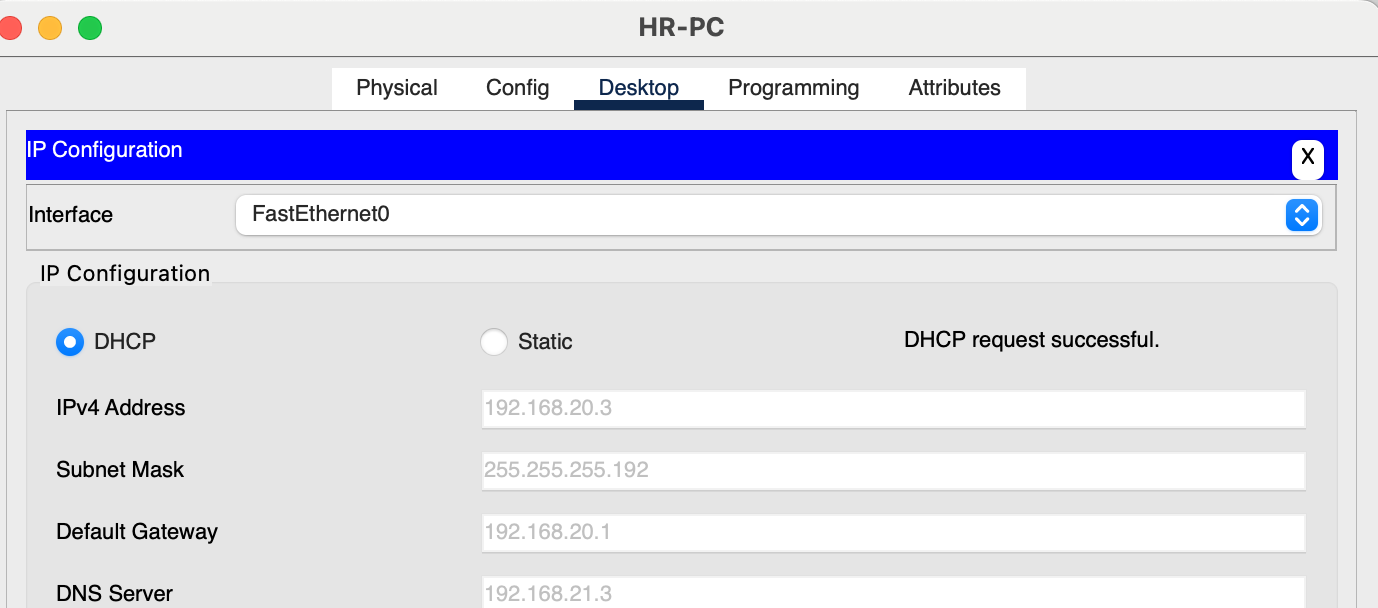 HR-PC
Physical Config Desktop Programming Attributes
IP Configuration
X
Interface FastEthernet0
IP Configuration
DHCP Static DHCP request successful.
IPv4 Address 192.168.20.3
Subnet Mask 255.255.255.192
Default Gateway 192.168.20.1
DNS Server 192.168.21.3